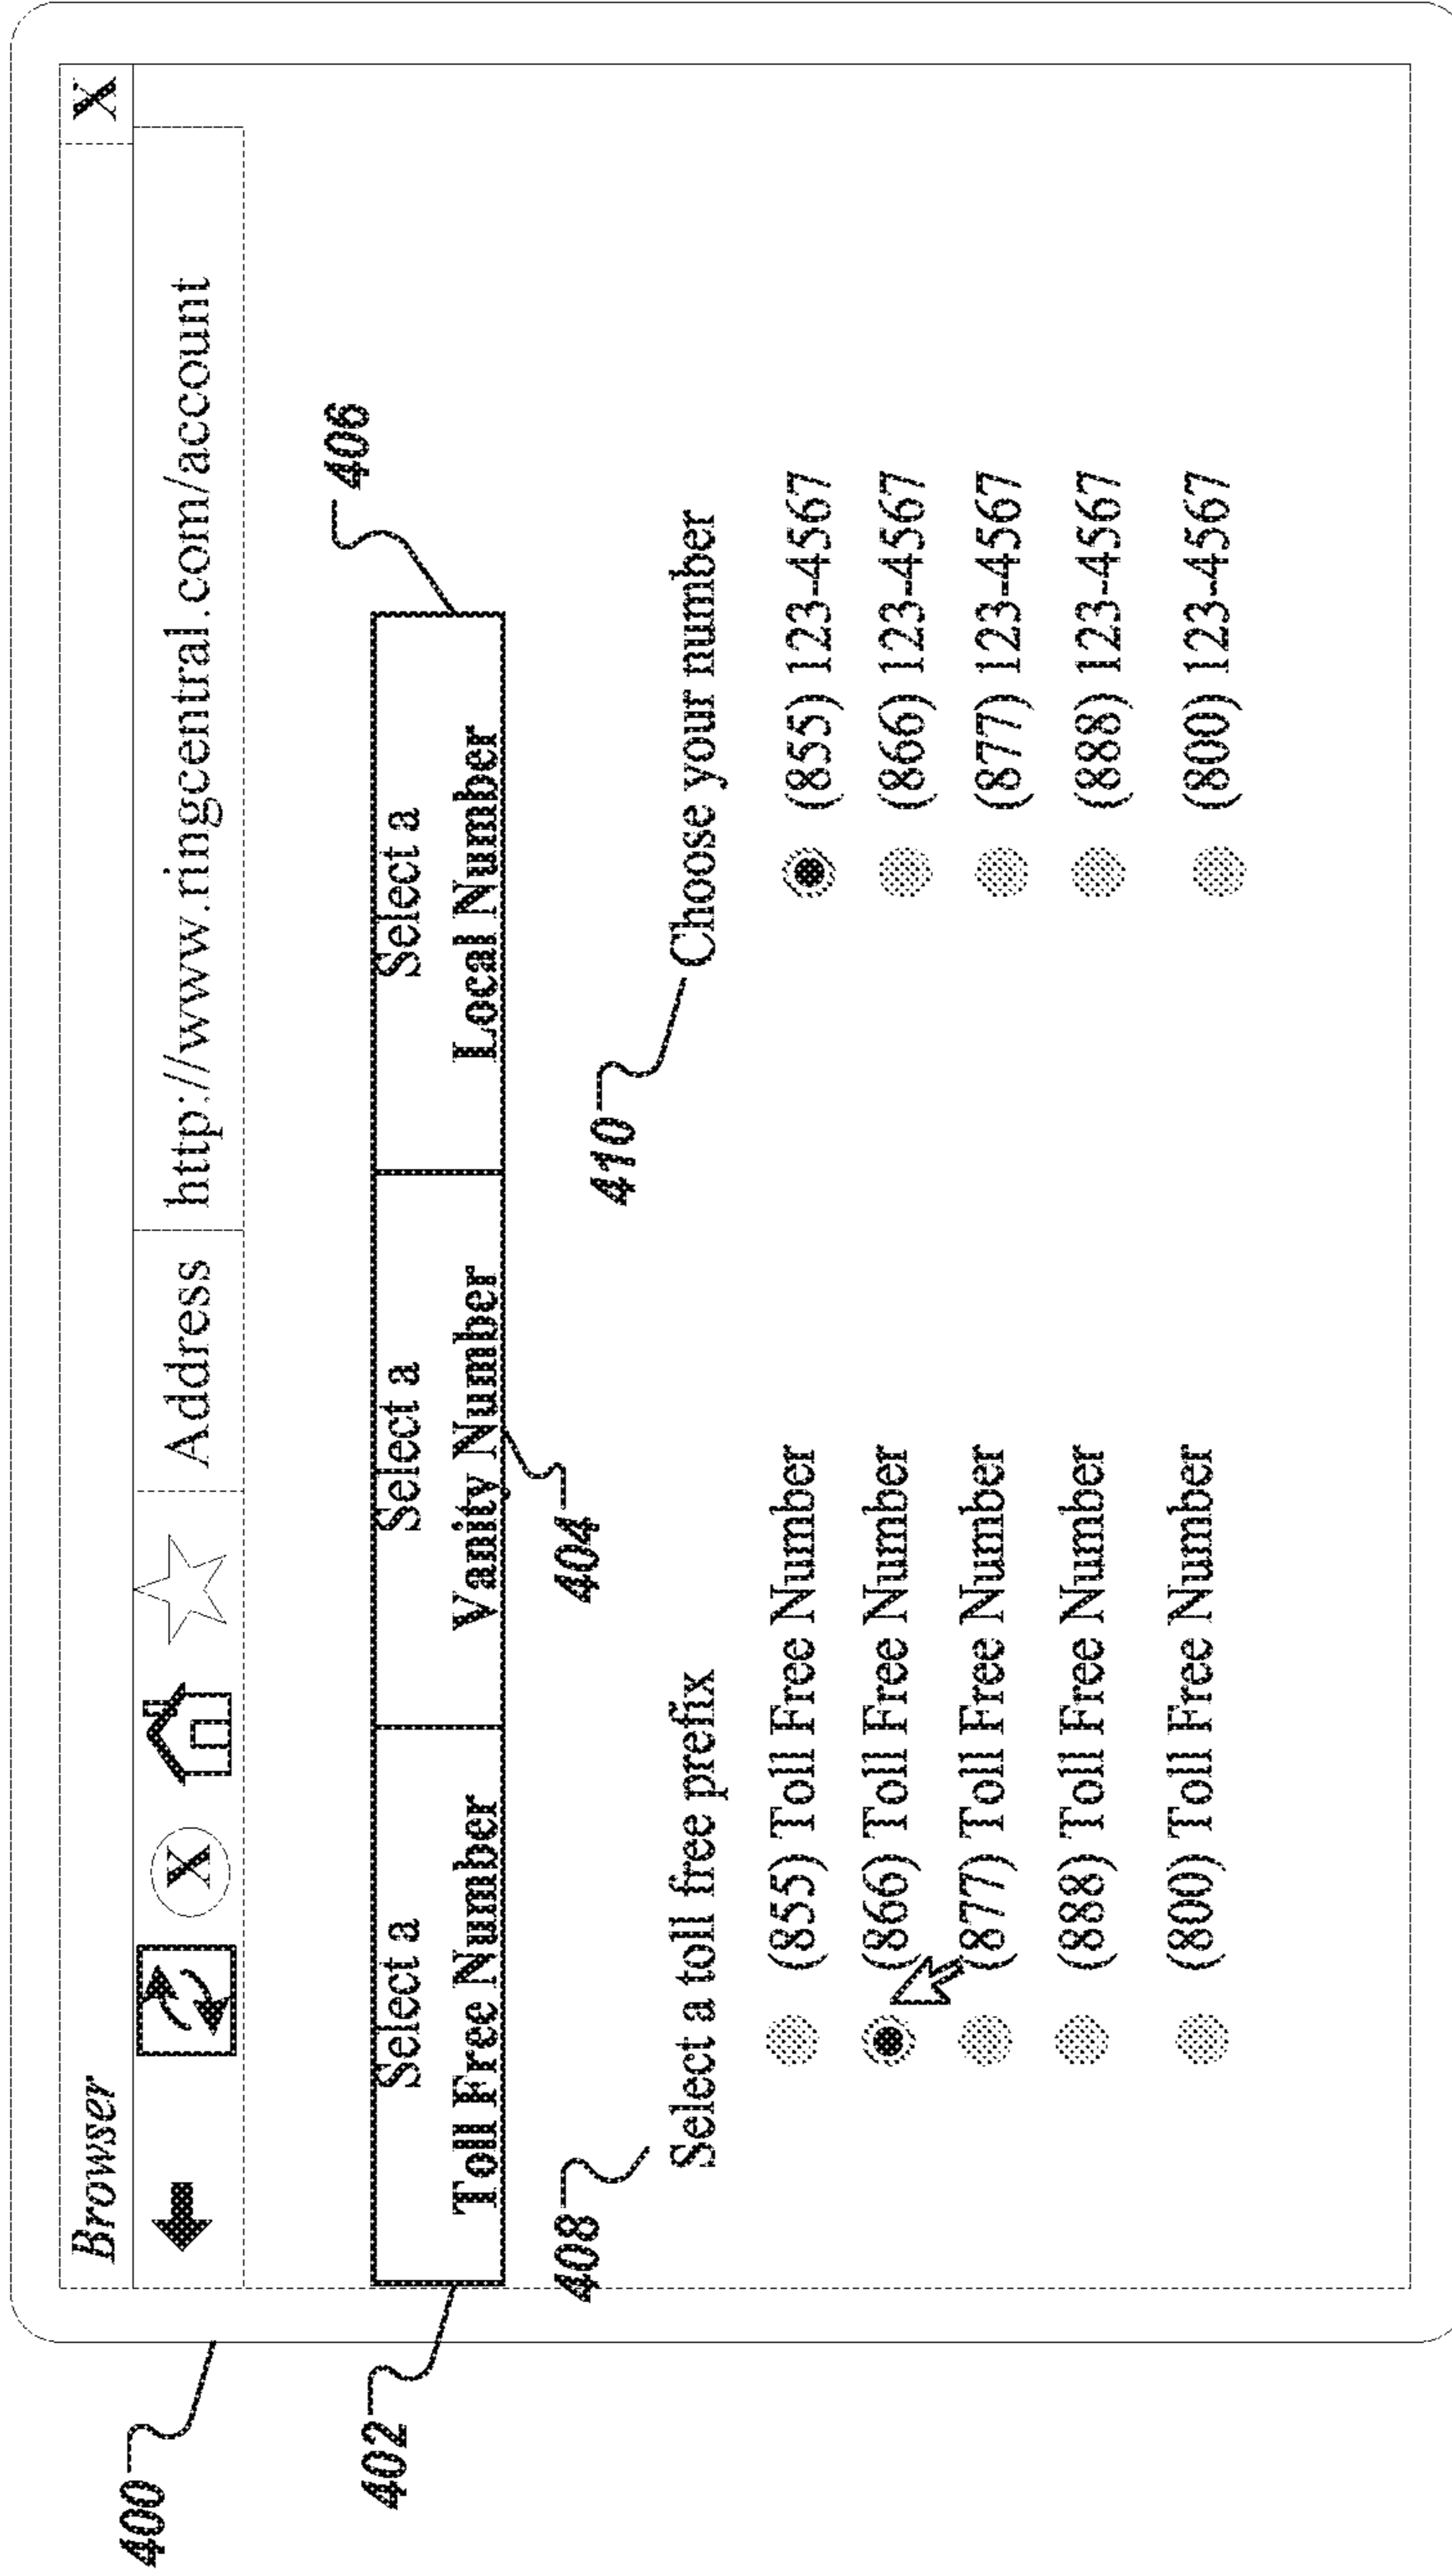 400
Browser
X
X
Address
http://www.ringcentral.com/account
402
406
Select a
Toll Free Number
Select a
Vanity Number
Select a
Local Number
404
408
410
Select a toll free prefix
(855) Toll Free Number
(866) Toll Free Number
(877) Toll Free Number
(888) Toll Free Number
(800) Toll Free Number
Choose your number
(855) 123-4567
(866) 123-4567
(877) 123-4567
(888) 123-4567
(800) 123-4567